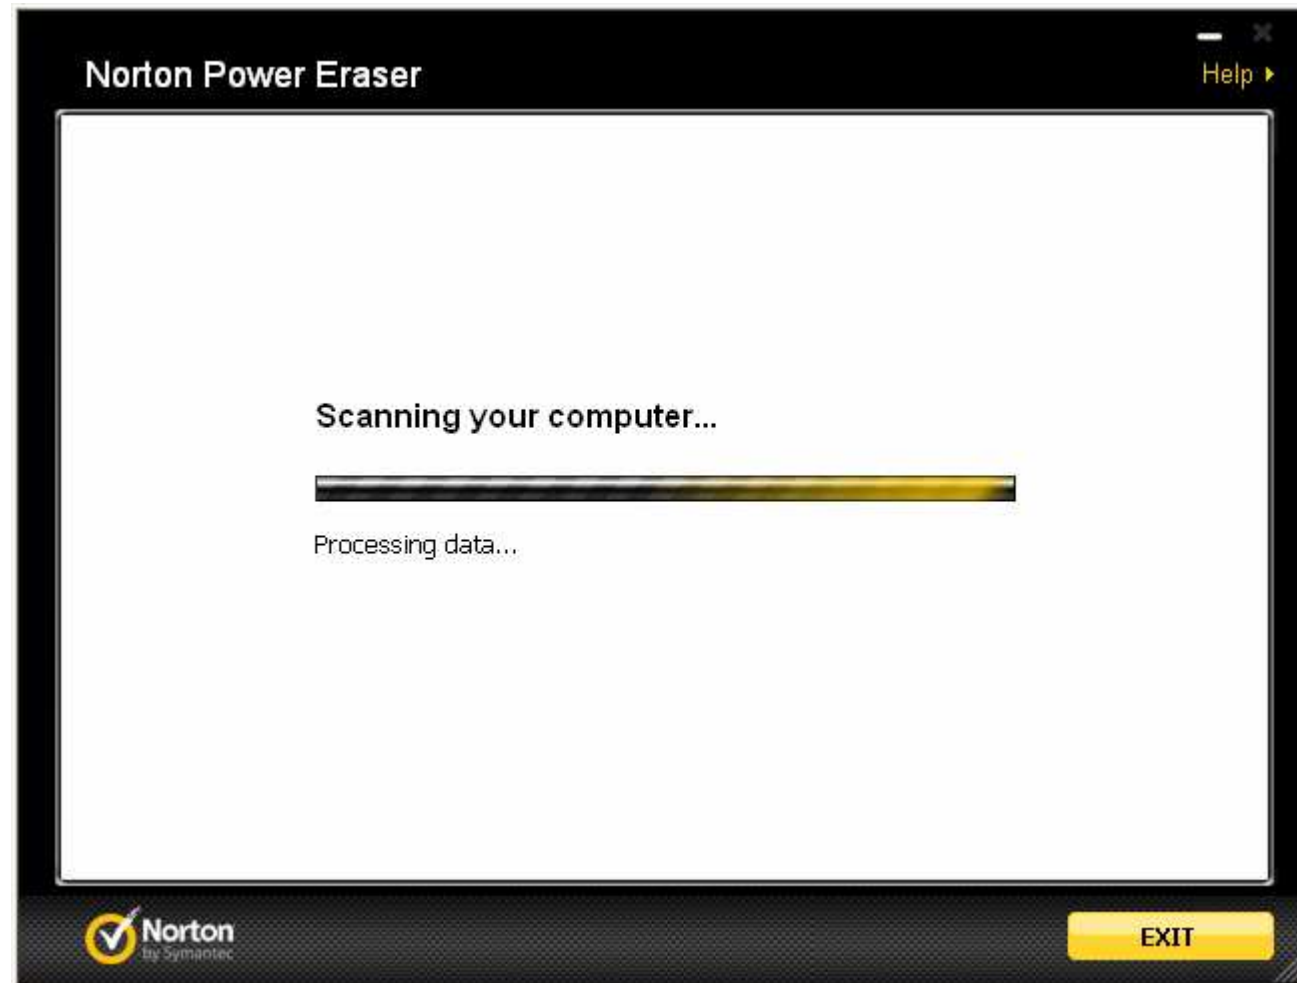 Norton Power Eraser
Help
Scanning your computer...
Processing data...
Norton
by Symantec
EXIT